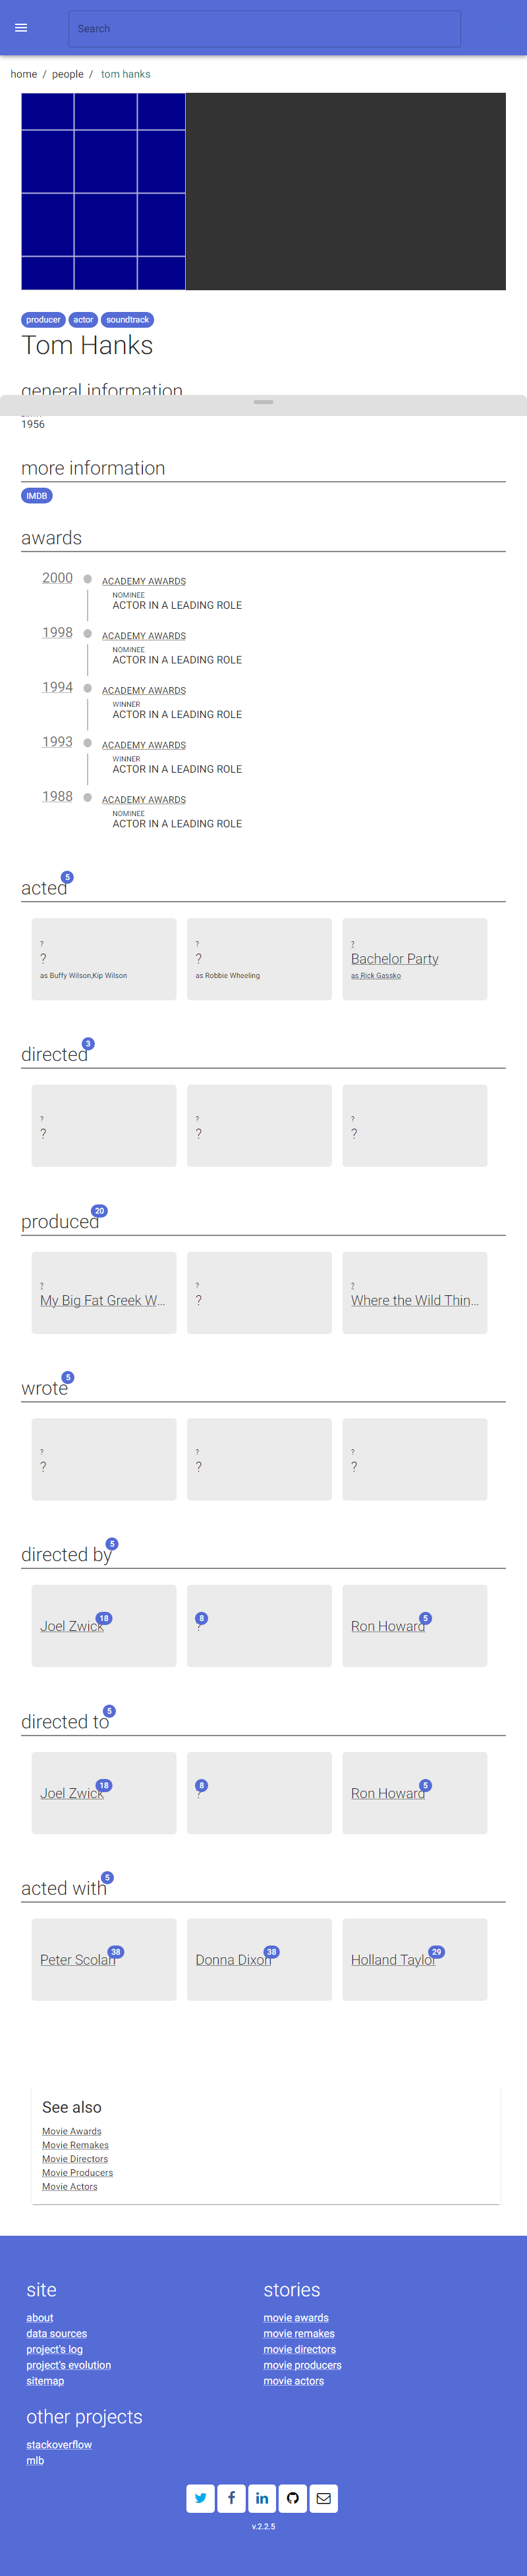 Search
home / people / tom hanks
producer actor soundtrack
Tom Hanks
general information
1956
more information
IMDB
awards
2000 ACADEMY AWARDS
NOMINEE
ACTOR IN A LEADING ROLE
1998 ACADEMY AWARDS
NOMINEE
ACTOR IN A LEADING ROLE
1994 ACADEMY AWARDS
WINNER
ACTOR IN A LEADING ROLE
1993 ACADEMY AWARDS
WINNER
ACTOR IN A LEADING ROLE
1988 ACADEMY AWARDS
NOMINEE
ACTOR IN A LEADING ROLE
acted 5
? ? ?
? ? Bachelor Party
as Buffy Wilson,Kip Wilson as Robbie Wheeling as Rick Gassko
directed 3
? ? ?
? ? ?
produced 20
? ? ?
My Big Fat Greek W... ? Where the Wild Thin...
wrote 5
? ? ?
? ? ?
directed by 5
Joel Zwick 18 ? 8 Ron Howard 5
directed to 5
Joel Zwick 18 ? 8 Ron Howard 5
acted with 5
Peter Scolari 38 Donna Dixon 38 Holland Taylor 29
See also
Movie Awards
Movie Remakes
Movie Directors
Movie Producers
Movie Actors
site
about
data sources
project's log
project's evolution
sitemap
stories
movie awards
movie remakes
movie directors
movie producers
movie actors
other projects
stackoverflow
mlb
v.2.2.5